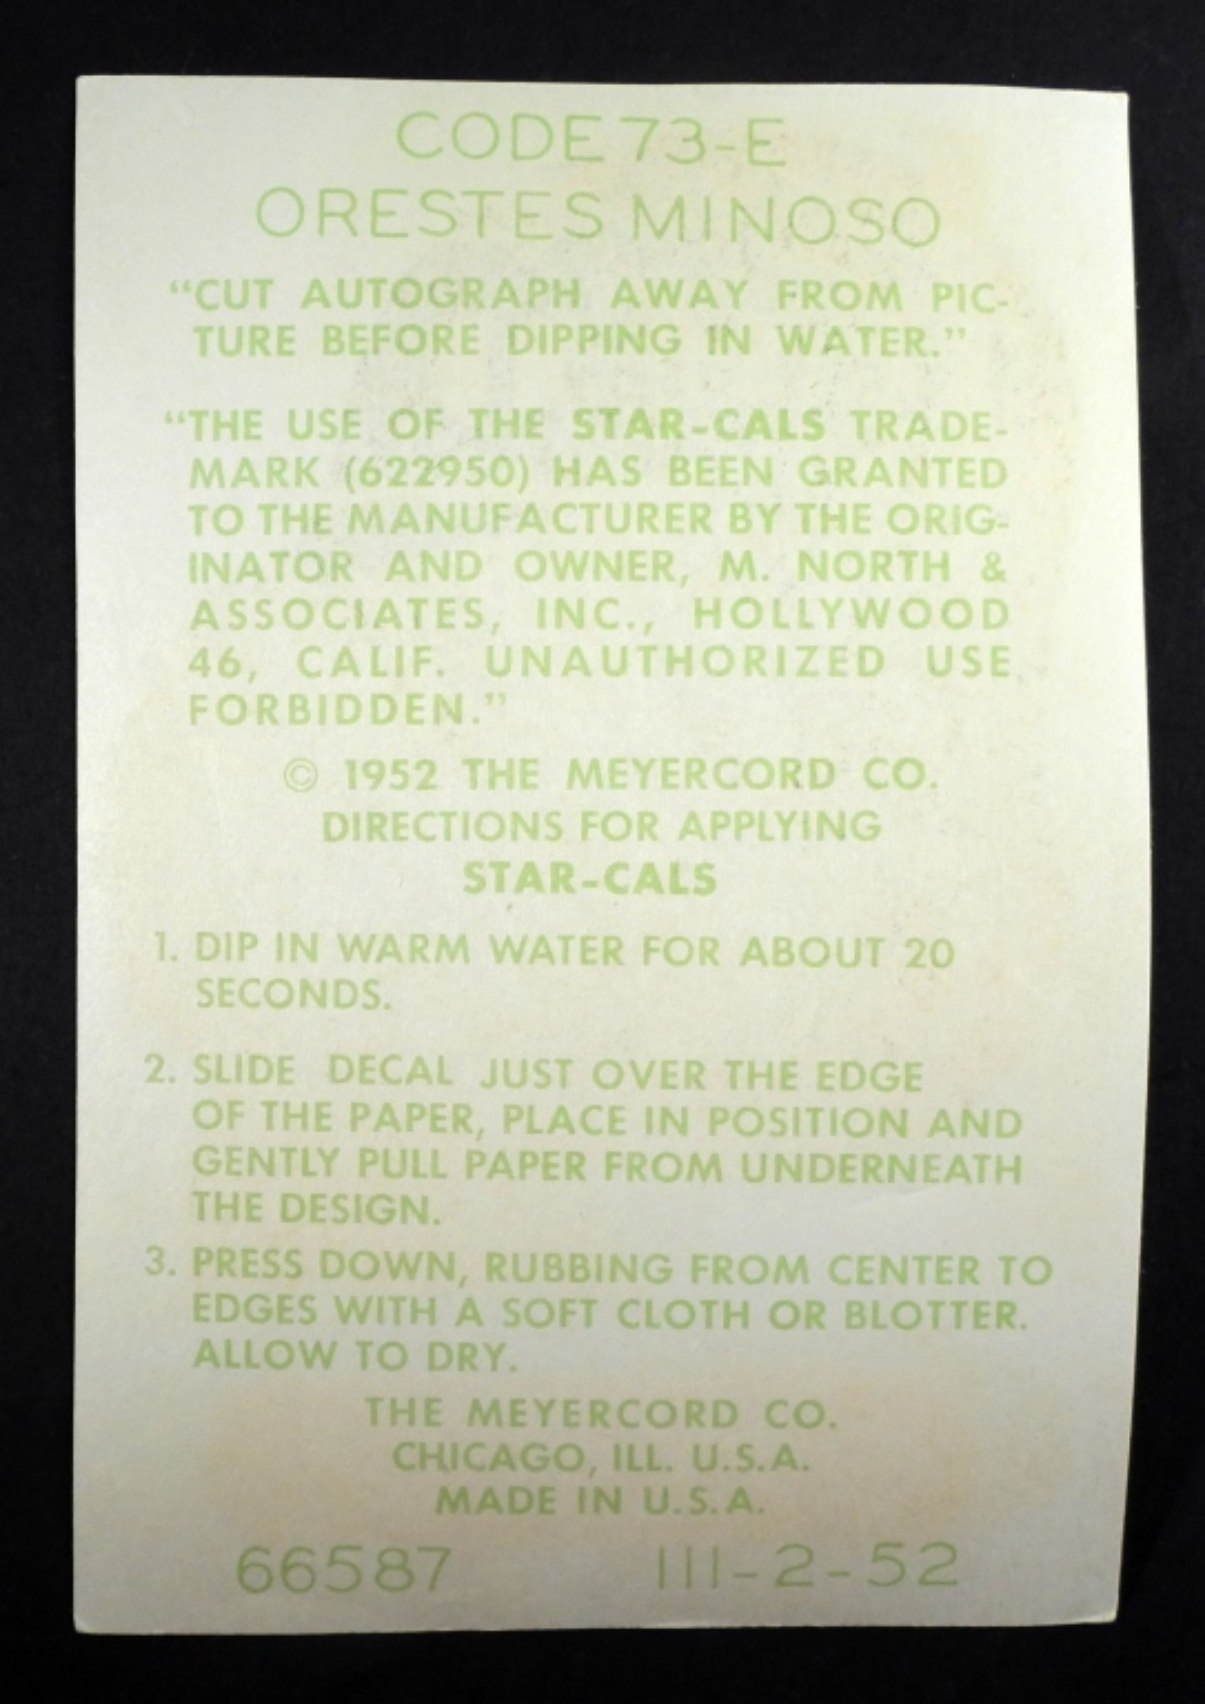 CODE 73-E
ORESTES MINOSO
“CUT AUTOGRAPH AWAY FROM PIC-
TURE BEFORE DIPPING IN WATER.”
“THE USE OF THE STAR-CALS TRADE-
MARK (622950) HAS BEEN GRANTED
TO THE MANUFACTURER BY THE ORIG-
INATOR AND OWNER, M. NORTH &
ASSOCIATES, INC., HOLLYWOOD
46, CALIF. UNAUTHORIZED USE
FORBIDDEN.”
© 1952 THE MEYERCORD CO.
DIRECTIONS FOR APPLYING
STAR-CALS
1. DIP IN WARM WATER FOR ABOUT 20
SECONDS.
2. SLIDE DECAL JUST OVER THE EDGE
OF THE PAPER, PLACE IN POSITION AND
GENTLY PULL PAPER FROM UNDERNEATH
THE DESIGN.
3. PRESS DOWN, RUBBING FROM CENTER TO
EDGES WITH A SOFT CLOTH OR BLOTTER.
ALLOW TO DRY.
THE MEYERCORD CO.
CHICAGO, ILL. U.S.A.
MADE IN U.S.A.
66587 III-2-52